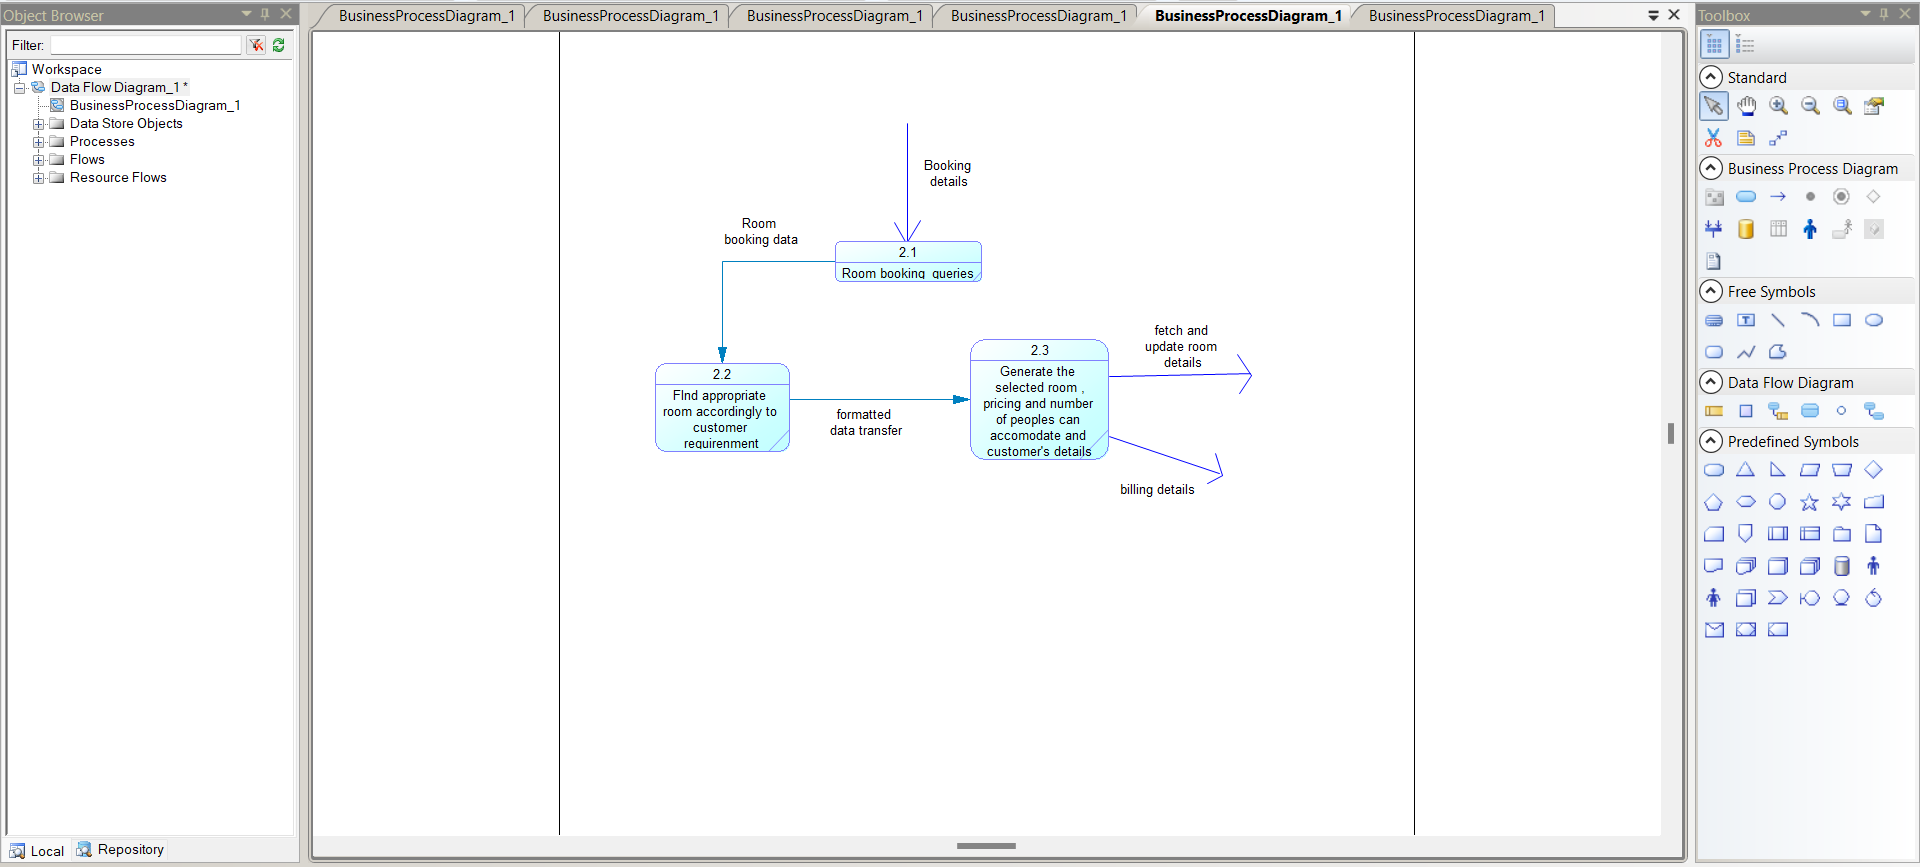 Object Browser
Filter:
Workspace
Data Flow Diagram_1 *
BusinessProcessDiagram_1
Data Store Objects
Processes
Flows
Resource Flows
Local
Repository
BusinessProcessDiagram_1
BusinessProcessDiagram_1
BusinessProcessDiagram_1
BusinessProcessDiagram_1
BusinessProcessDiagram_1
BusinessProcessDiagram_1
Booking
details
Room
booking data
2.1
Room booking queries
2.2
FInd appropriate
room accordingly to
customer
requirenment
formatted
data transfer
2.3
Generate the
selected room ,
pricing and number
of peoples can
accomodate and
customer's details
fetch and
update room
details
billing details
Toolbox
Standard
Business Process Diagram
Free Symbols
Data Flow Diagram
Predefined Symbols